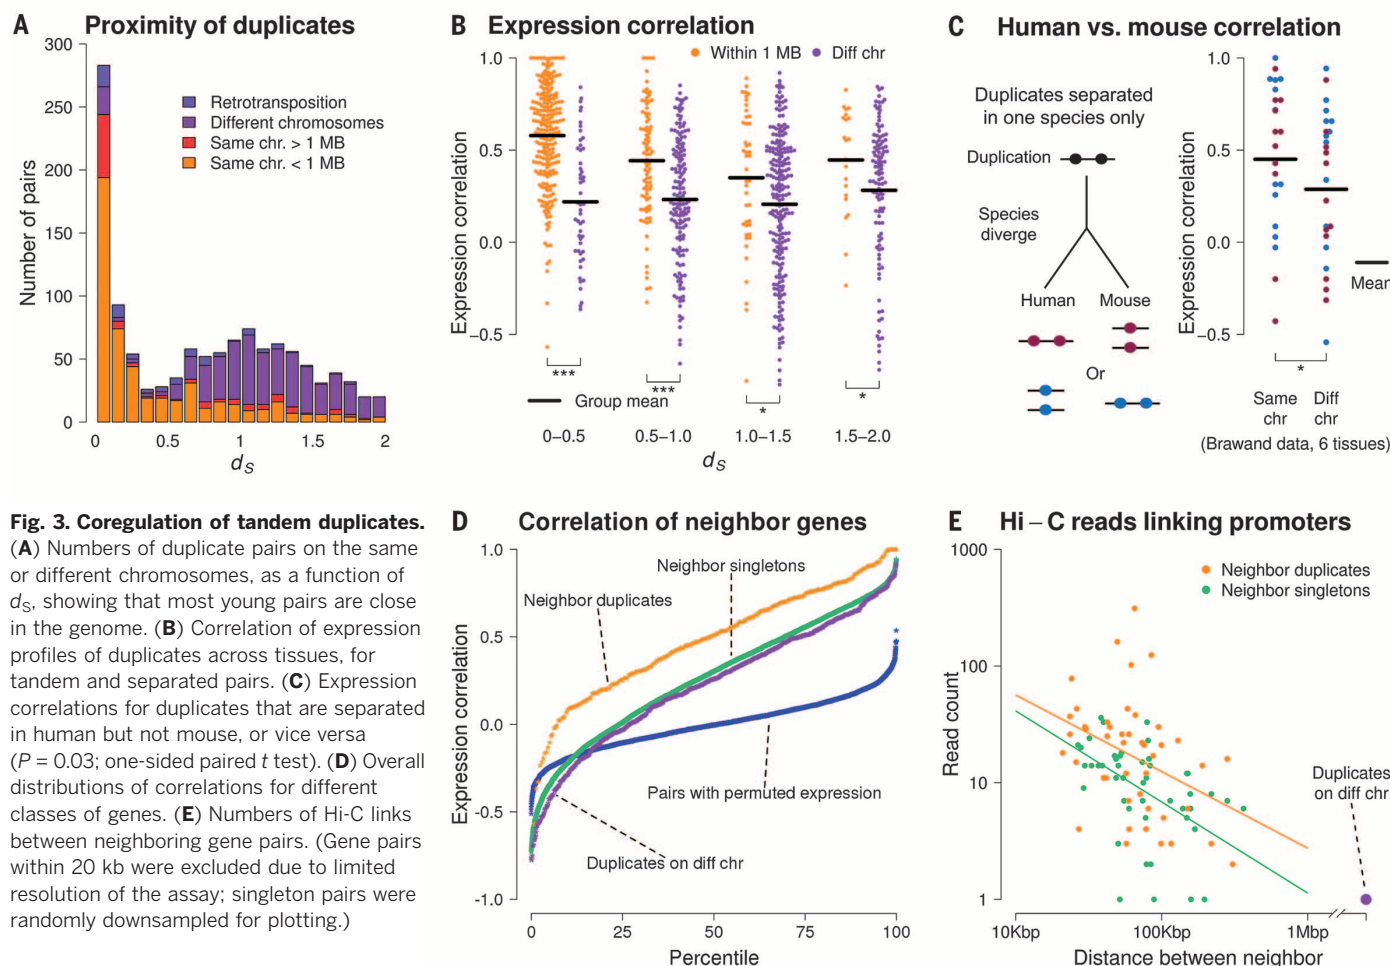 A Proximity of duplicates
300
250
200
150
100
50
0
Number of pairs
Retrotransposition
Different chromosomes
Same chr. > 1 MB
Same chr. < 1 MB
0 0.5 1 1.5 2
dS
B Expression correlation
Within 1 MB Diff chr
1.0
0.5
0.0
−0.5
Expression correlation
*** *** * *
Group mean
0−0.5 0.5−1.0 1.0−1.5 1.5−2.0
dS
C Human vs. mouse correlation
Duplicates separated
in one species only
Duplication
Species
diverge
Human Mouse
Or
1.0
0.5
0.0
−0.5
Expression correlation
Mean
*
Same Diff
chr chr
(Brawand data, 6 tissues)
Fig. 3. Coregulation of tandem duplicates.
(A) Numbers of duplicate pairs on the same
or different chromosomes, as a function of
dS, showing that most young pairs are close
in the genome. (B) Correlation of expression
profiles of duplicates across tissues, for
tandem and separated pairs. (C) Expression
correlations for duplicates that are separated
in human but not mouse, or vice versa
(P = 0.03; one-sided paired t test). (D) Overall
distributions of correlations for different
classes of genes. (E) Numbers of Hi-C links
between neighboring gene pairs. (Gene pairs
within 20 kb were excluded due to limited
resolution of the assay; singleton pairs were
randomly downsampled for plotting.)
D Correlation of neighbor genes
1.0
0.5
0.0
-0.5
-1.0
Expression correlation
Neighbor singletons
Neighbor duplicates
Pairs with permuted expression
Duplicates on diff chr
0 25 50 75 100
Percentile
E Hi – C reads linking promoters
1000
100
10
1
Read count
Neighbor duplicates
Neighbor singletons
Duplicates
on diff chr
10Kbp 100Kbp 1Mbp
Distance between neighbor